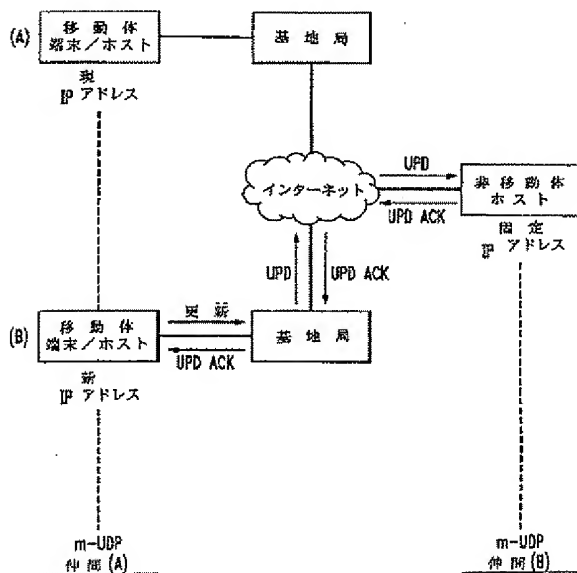 (A)
移動体
端末／ホスト
基地局
現
IP アドレス
インターネット
UPD
UPD ACK
非移動体
ホスト
固定
IP アドレス
UPD
UPD ACK
(B)
移動体
端末／ホスト
更新
UPD ACK
基地局
新
IP アドレス
m-UDP
仲間(A)
m-UDP
仲間(B)